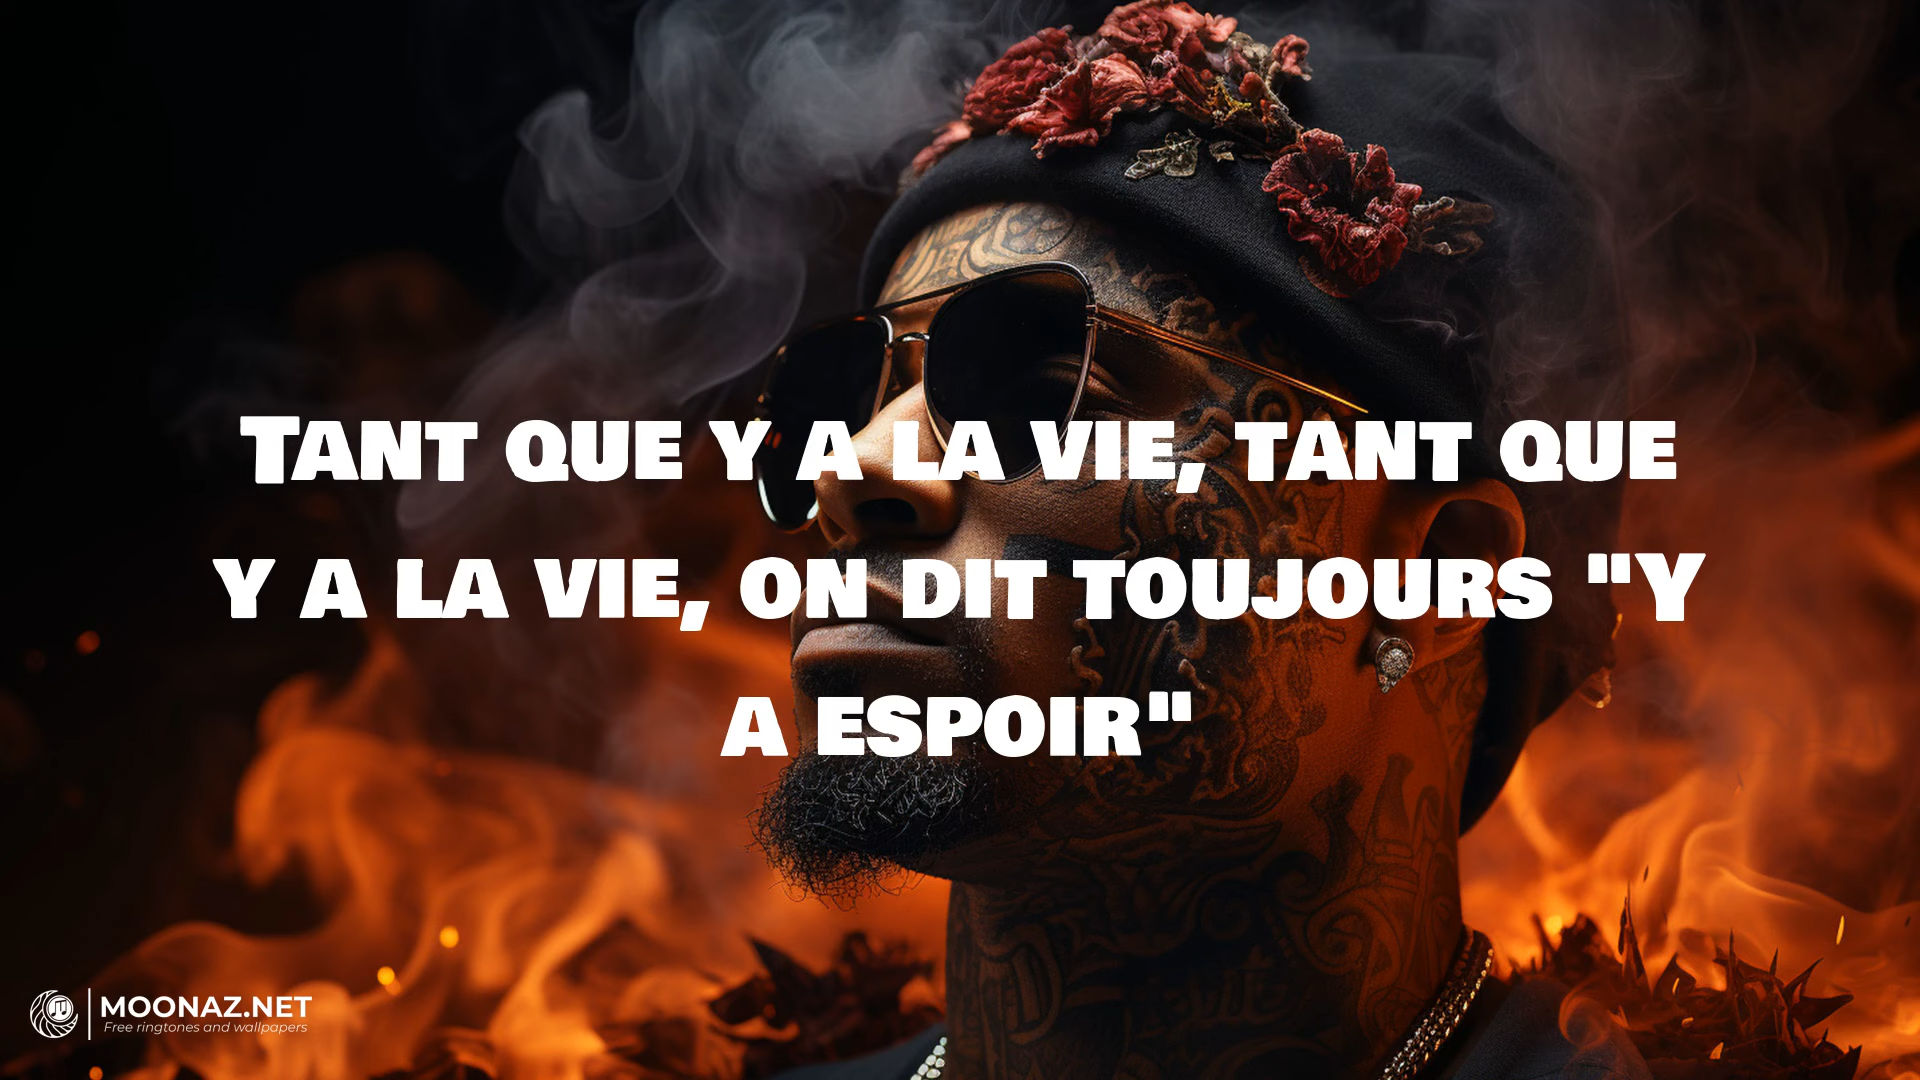 Tant que y a la vie, tant que
y a la vie, on dit toujours "Y
a espoir"
MOONAZ.NET
Free ringtones and wallpapers